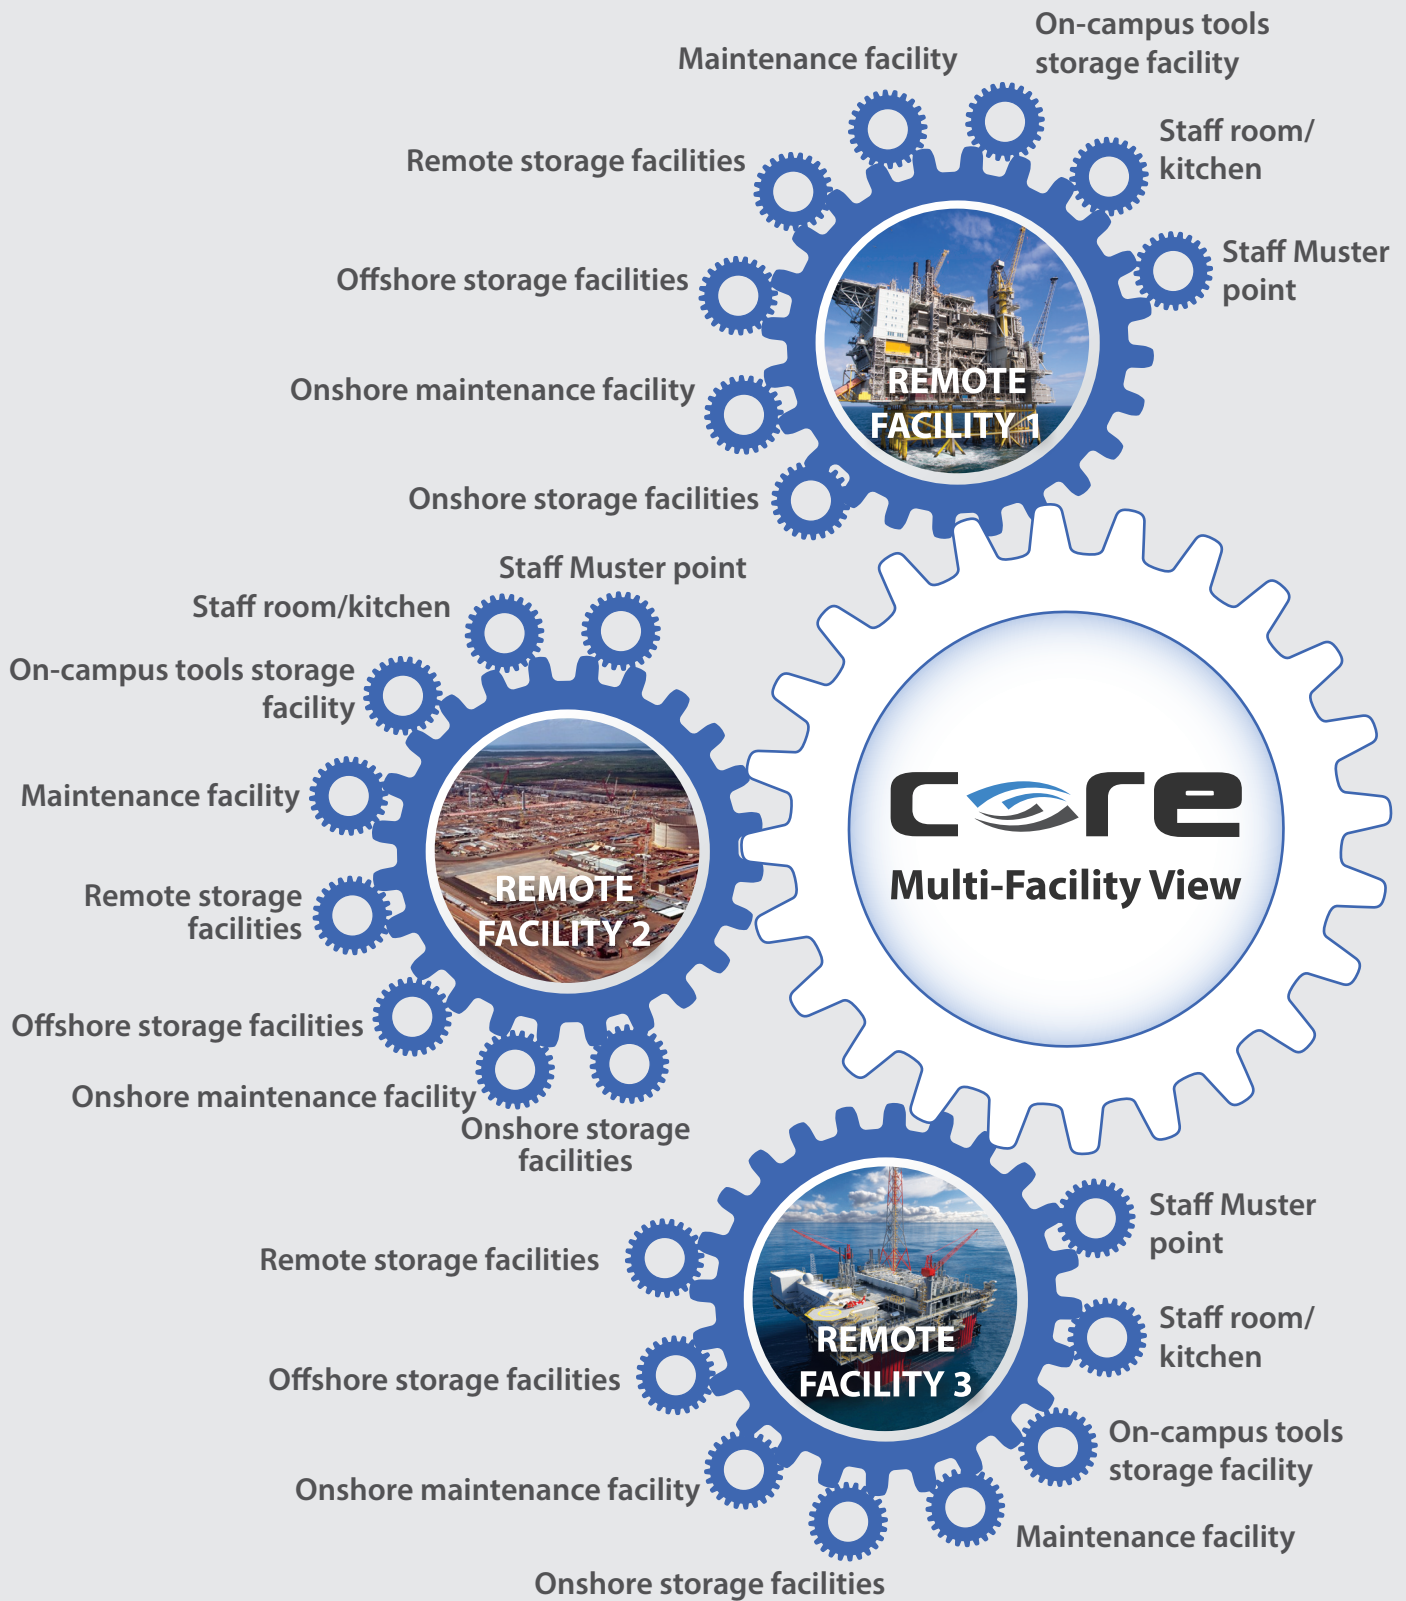 On-campus tools
storage facility
Maintenance facility
Staff room/
kitchen
Remote storage facilities
Staff Muster
point
Offshore storage facilities
Onshore maintenance facility
Onshore storage facilities
REMOTE
FACILITY 1
Staff Muster point
Staff room/kitchen
On-campus tools storage
facility
Maintenance facility
Remote storage
facilities
Offshore storage facilities
Onshore maintenance facility
Onshore storage
facilities
REMOTE
FACILITY 2
core
Multi-Facility View
Staff Muster
point
Remote storage facilities
Staff room/
kitchen
REMOTE
FACILITY 3
Offshore storage facilities
On-campus tools
storage facility
Onshore maintenance facility
Maintenance facility
Onshore storage facilities